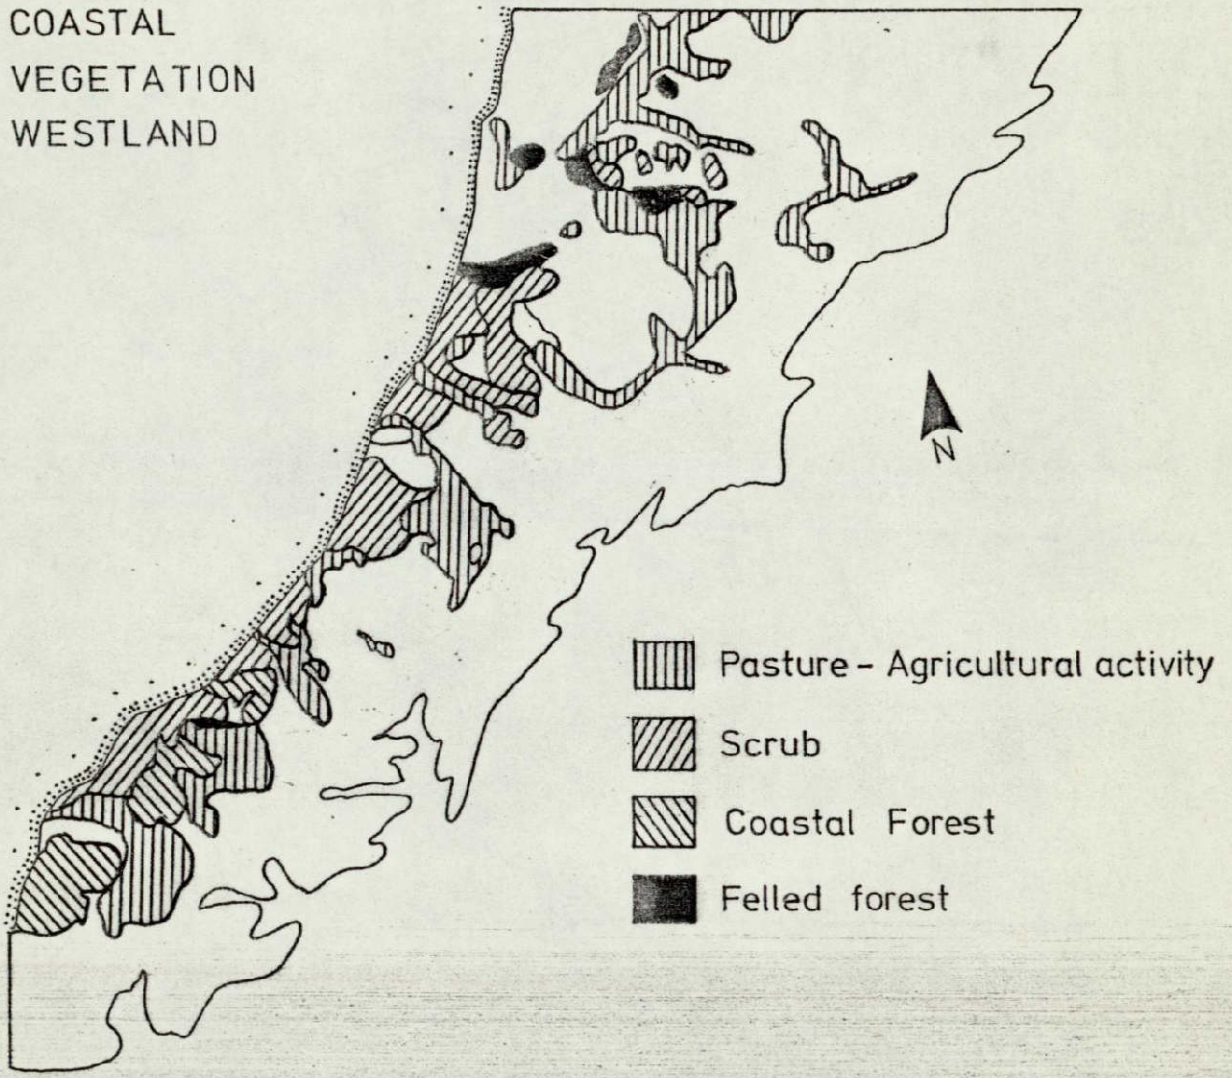 COASTAL
VEGETATION
WESTLAND
N
Pasture - Agricultural activity
Scrub
Coastal Forest
Felled forest